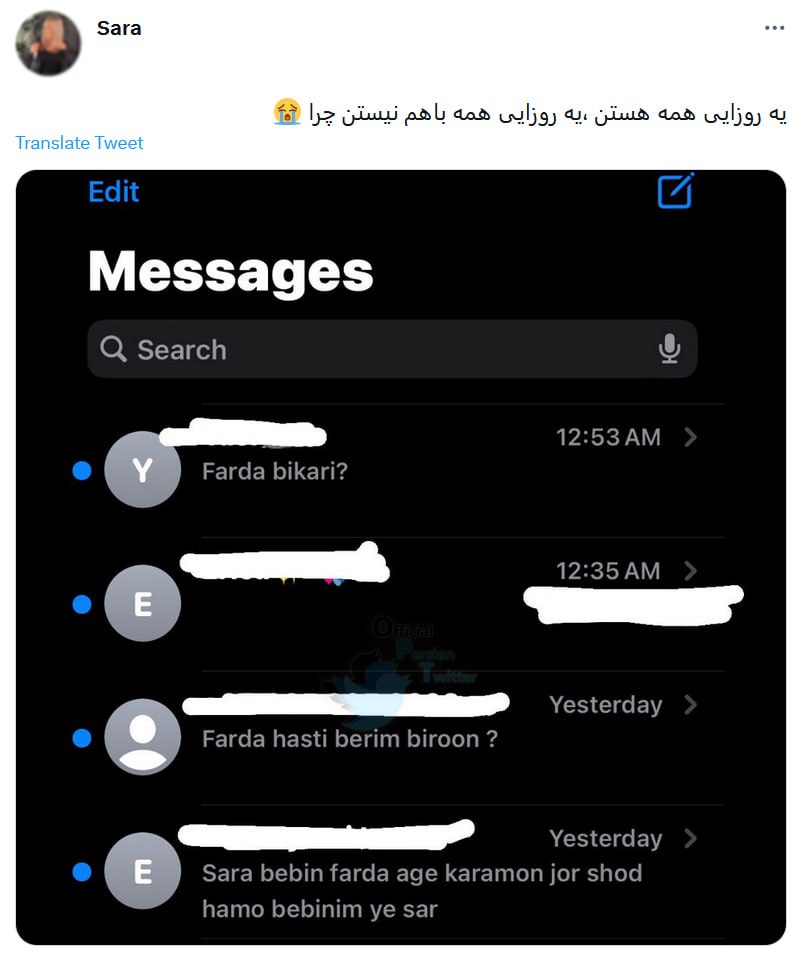 Sara
یه روزایی همه هستن ،یه روزایی همه باهم نیستن چرا 😭
Translate Tweet
Edit
Messages
Search
12:53 AM
Y
Farda bikari?
12:35 AM
E
Official
Persian
Twitter
Yesterday
Farda hasti berim biroon ?
Yesterday
E
Sara bebin farda age karamon jor shod
hamo bebinim ye sar